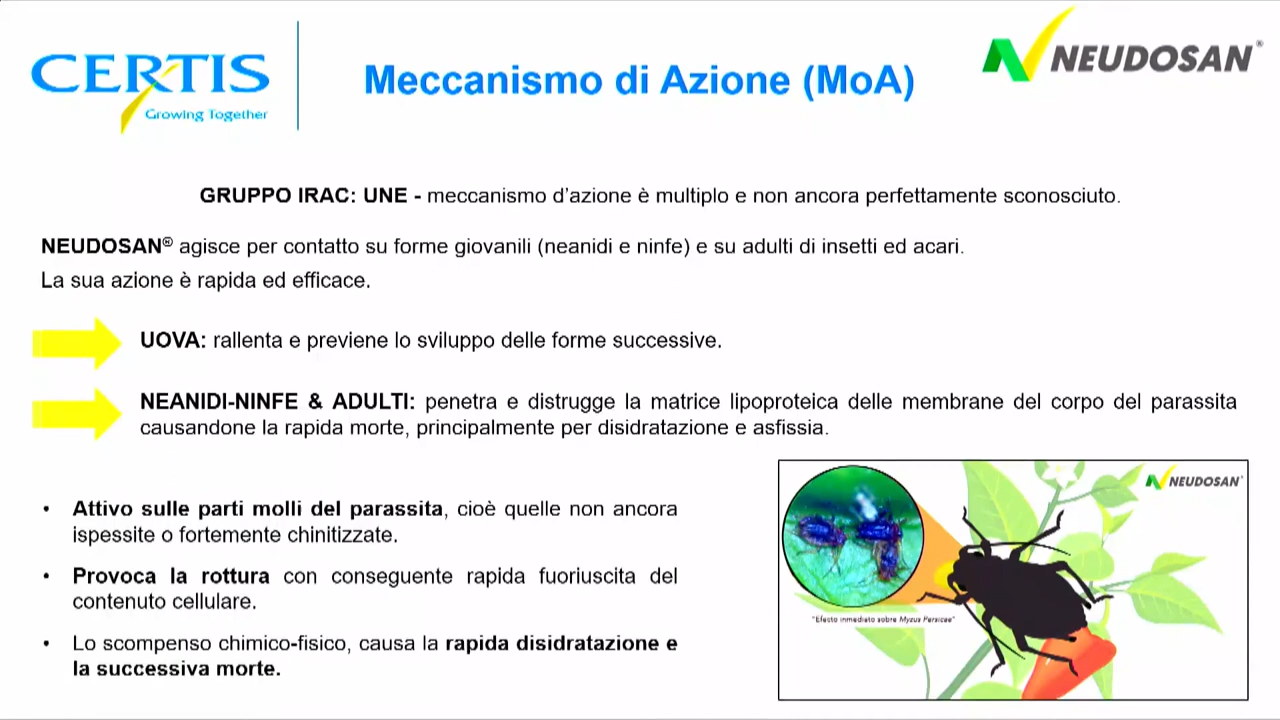 CERTIS
Growing Together
Meccanismo di Azione (MoA)
NEUDOSAN®
GRUPPO IRAC: UNE - meccanismo d'azione è multiplo e non ancora perfettamente sconosciuto.
NEUDOSAN® agisce per contatto su forme giovanili (neanidi e ninfe) e su adulti di insetti ed acari.
La sua azione è rapida ed efficace.
UOVA: rallenta e previene lo sviluppo delle forme successive.
NEANIDI-NINFE & ADULTI: penetra e distrugge la matrice lipoproteica delle membrane del corpo del parassita
causandone la rapida morte, principalmente per disidratazione e asfissia.
• Attivo sulle parti molli del parassita, cioè quelle non ancora
ispessite o fortemente chinitizzate.
• Provoca la rottura con conseguente rapida fuoriuscita del
contenuto cellulare.
• Lo scompenso chimico-fisico, causa la rapida disidratazione e
la successiva morte.
NEUDOSAN®
"Efesto inmediato sobre Myzus Persicae"